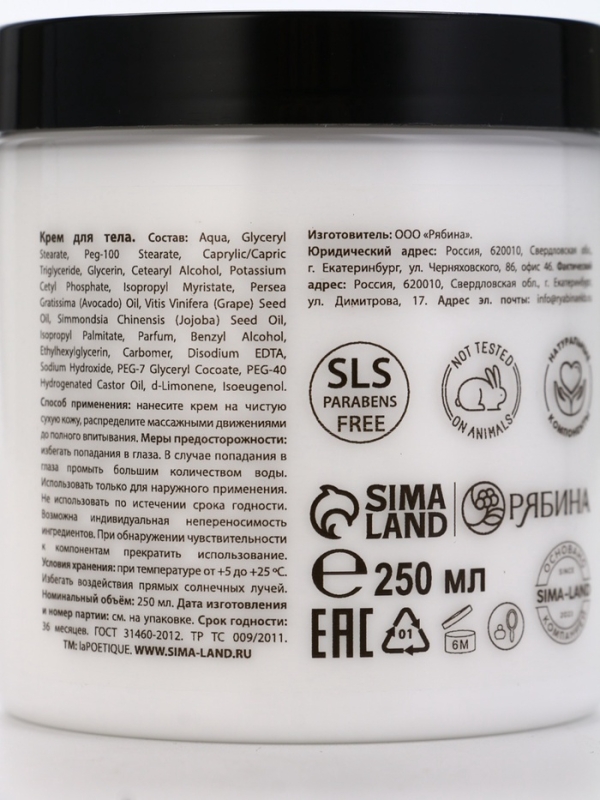 Крем для тела. Состав: Aqua, Glyceryl
Stearate, Peg-100 Stearate, Caprylic/Capric
Triglyceride, Glycerin, Cetearyl Alcohol, Potassium
Cetyl Phosphate, Isopropyl Myristate, Persea
Gratissima (Avocado) Oil, Vitis Vinifera (Grape) Seed
Oil, Simmondsia Chinensis (Jojoba) Seed Oil,
Isopropyl Palmitate, Parfum, Benzyl Alcohol,
Ethylhexylglycerin, Carbomer, Disodium EDTA,
Sodium Hydroxide, PEG-7 Glyceryl Cocoate, PEG-40
Hydrogenated Castor Oil, d-Limonene, Isoeugenol.
Способ применения: нанесите крем на чистую
сухую кожу, распределите массажными движениями
до полного впитывания. Меры предосторожности:
избегать попадания в глаза. В случае попадания в
глаза промыть большим количеством воды.
Использовать только для наружного применения.
Не использовать по истечении срока годности.
Возможна индивидуальная непереносимость
ингредиентов. При обнаружении чувствительности
к компонентам прекратить использование.
Условия хранения: при температуре от +5 до +25 ºС.
Избегать воздействия прямых солнечных лучей.
Номинальный объём: 250 мл. Дата изготовления
и номер партии: см. на упаковке. Срок годности:
36 месяцев. ГОСТ 31460-2012. ТР ТС 009/2011.
TM: laPOETIQUE. WWW.SIMA-LAND.RU
Изготовитель: ООО «Рябина».
Юридический адрес: Россия, 620010, Свердловская обл.,
г. Екатеринбург, ул. Черняховского, 86, офис 46. Фактический
адрес: Россия, 620010, Свердловская обл., г. Екатеринбург,
ул. Димитрова, 17. Адрес эл. почты:
SLS
PARABENS
FREE
NOT TESTED
ON ANIMALS
НАТУРАЛЬНЫЕ
КОМПОНЕНТЫ
SIMA
LAND
РЯБИНА
e 250 мл
ОСНОВАНО
SIMA-LAND
КОМПАНИЕЙ
EAC
01
6M